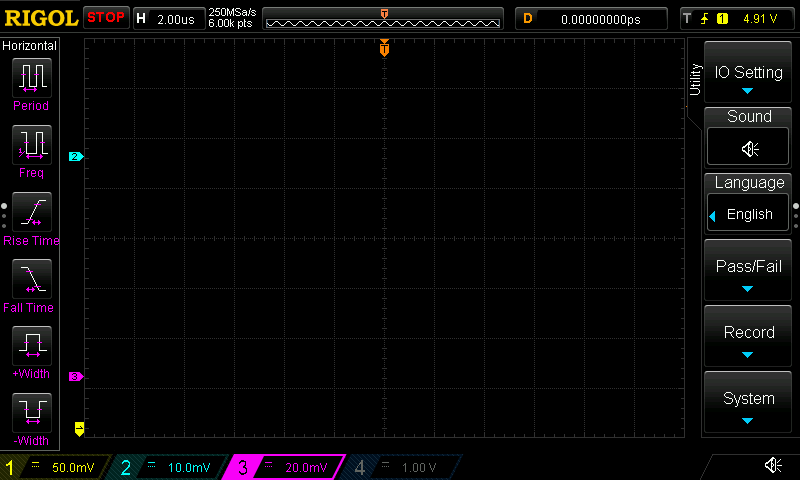 RIGOL STOP H 2.00us 250MSa/s 6.00k pts T D 0.00000000ps T 1 4.91 V
Horizontal
Period
Freq
Rise Time
Fall Time
+Width
-Width
T
2
3
Utility
IO Setting
Sound
Language
English
Pass/Fail
Record
System
1 50.0mV 2 10.0mV 3 20.0mV 4 1.00 V